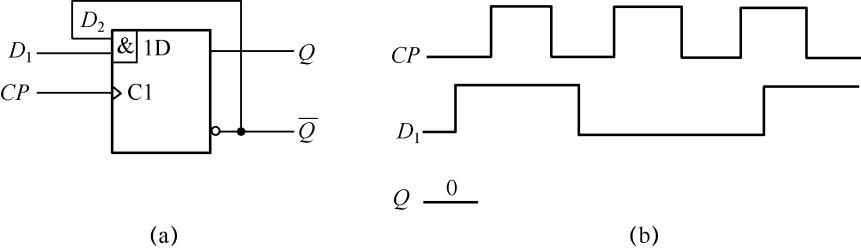 D₂
D₁ & 1D Q
CP C1
Q̅
(a)
CP
D₁
Q 0
(b)